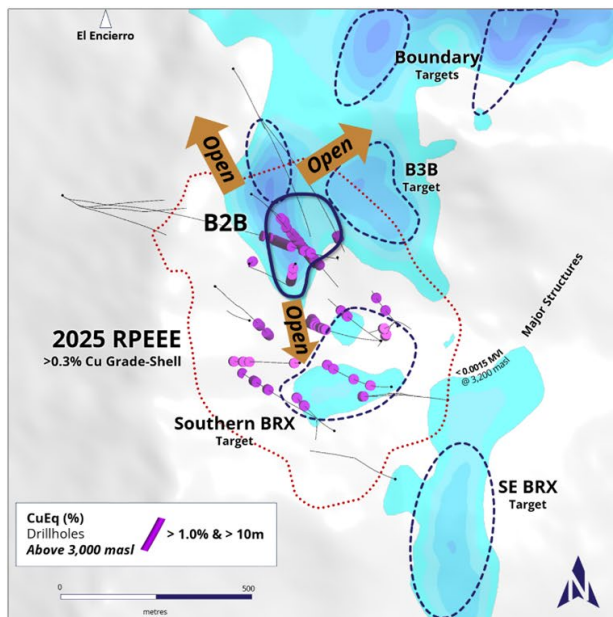 El Encierro
Boundary
Targets
Open
Open
B3B
Target
B2B
Open
Major Structures
2025 RPEEE
>0.3% Cu Grade-Shell
< 0.0015 MVI
@ 3,200 masl
Southern BRX
Target
SE BRX
Target
CuEq (%)
Drillholes
Above 3,000 masl
> 1.0% & > 10m
0
500
metres
N